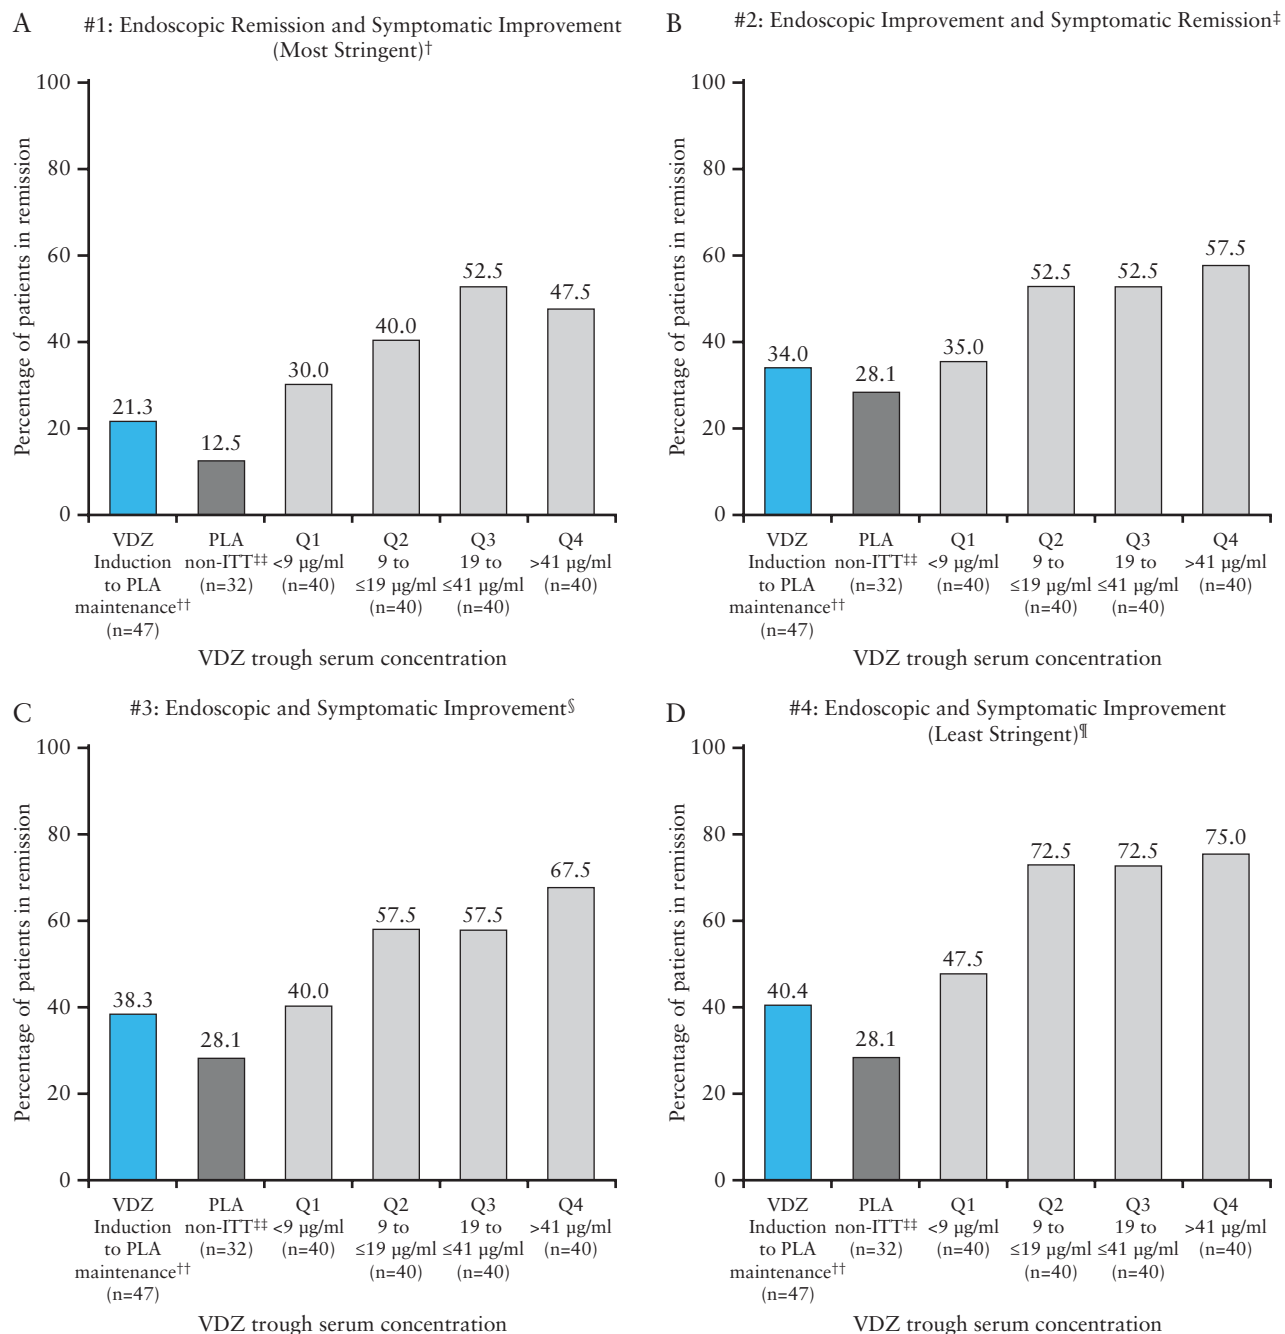 A
#1: Endoscopic Remission and Symptomatic Improvement
(Most Stringent)†
Percentage of patients in remission
100
80
60
40
20
0
21.3
12.5
30.0
40.0
52.5
47.5
VDZ
Induction
to PLA
maintenance††
(n=47)
PLA
non-ITT‡‡
(n=32)
Q1
<9 µg/ml
(n=40)
Q2
9 to
≤19 µg/ml
(n=40)
Q3
19 to
≤41 µg/ml
(n=40)
Q4
>41 µg/ml
(n=40)
VDZ trough serum concentration
B
#2: Endoscopic Improvement and Symptomatic Remission‡
Percentage of patients in remission
100
80
60
40
20
0
34.0
28.1
35.0
52.5
52.5
57.5
VDZ
Induction
to PLA
maintenance††
(n=47)
PLA
non-ITT‡‡
(n=32)
Q1
<9 µg/ml
(n=40)
Q2
9 to
≤19 µg/ml
(n=40)
Q3
19 to
≤41 µg/ml
(n=40)
Q4
>41 µg/ml
(n=40)
VDZ trough serum concentration
C
#3: Endoscopic and Symptomatic Improvement§
Percentage of patients in remission
100
80
60
40
20
0
38.3
28.1
40.0
57.5
57.5
67.5
VDZ
Induction
to PLA
maintenance††
(n=47)
PLA
non-ITT‡‡
(n=32)
Q1
<9 µg/ml
(n=40)
Q2
9 to
≤19 µg/ml
(n=40)
Q3
19 to
≤41 µg/ml
(n=40)
Q4
>41 µg/ml
(n=40)
VDZ trough serum concentration
D
#4: Endoscopic and Symptomatic Improvement
(Least Stringent)¶
Percentage of patients in remission
100
80
60
40
20
0
40.4
28.1
47.5
72.5
72.5
75.0
VDZ
Induction
to PLA
maintenance††
(n=47)
PLA
non-ITT‡‡
(n=32)
Q1
<9 µg/ml
(n=40)
Q2
9 to
≤19 µg/ml
(n=40)
Q3
19 to
≤41 µg/ml
(n=40)
Q4
>41 µg/ml
(n=40)
VDZ trough serum concentration